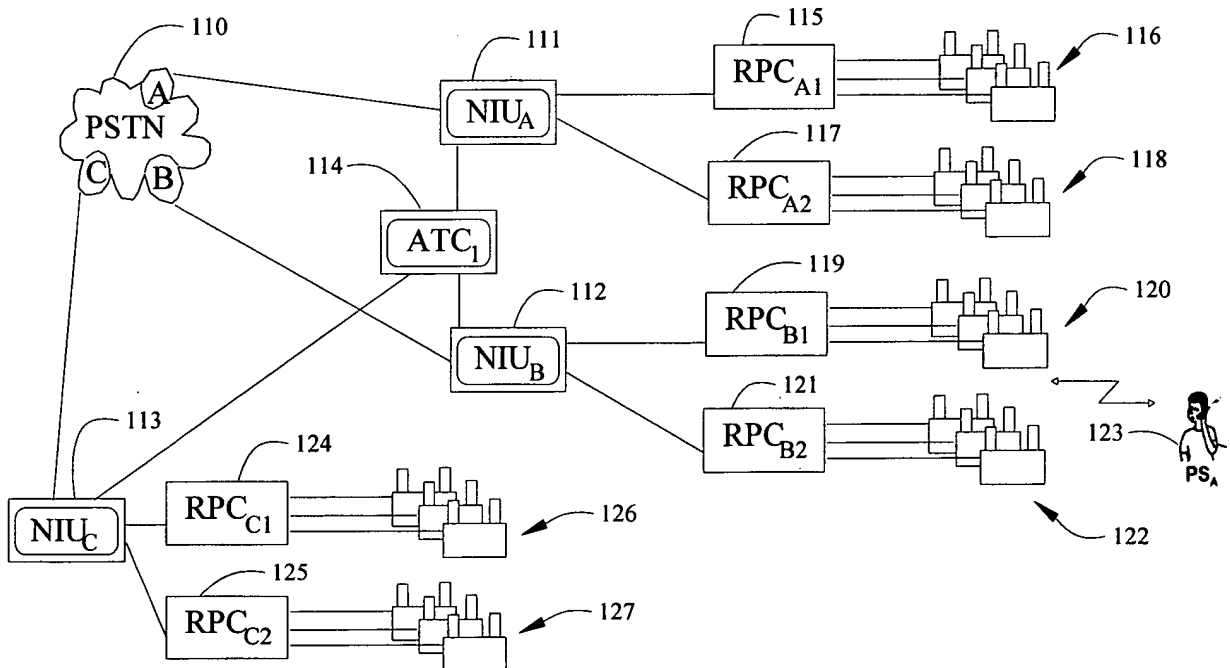 110
A
PSTN
C
B
111
NIU_A
114
ATC_1
112
NIU_B
113
NIU_C
115
RPC_A1
116
117
RPC_A2
118
119
RPC_B1
120
121
RPC_B2
122
123
PS_A
124
RPC_C1
126
125
RPC_C2
127